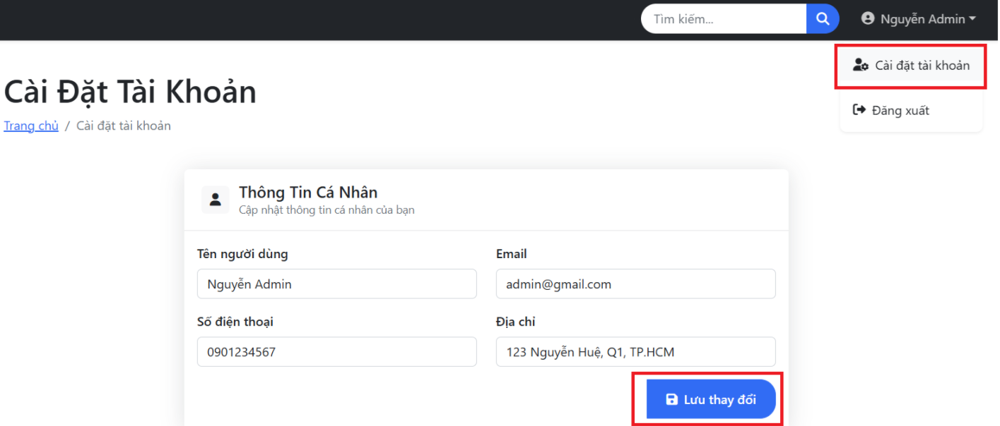 Tìm kiếm...
Nguyễn Admin
Cài đặt tài khoản
Đăng xuất
Cài Đặt Tài Khoản
Trang chủ / Cài đặt tài khoản
Thông Tin Cá Nhân
Cập nhật thông tin cá nhân của bạn
Tên người dùng
Email
Nguyễn Admin
admin@gmail.com
Số điện thoại
Địa chỉ
0901234567
123 Nguyễn Huệ, Q1, TP.HCM
Lưu thay đổi